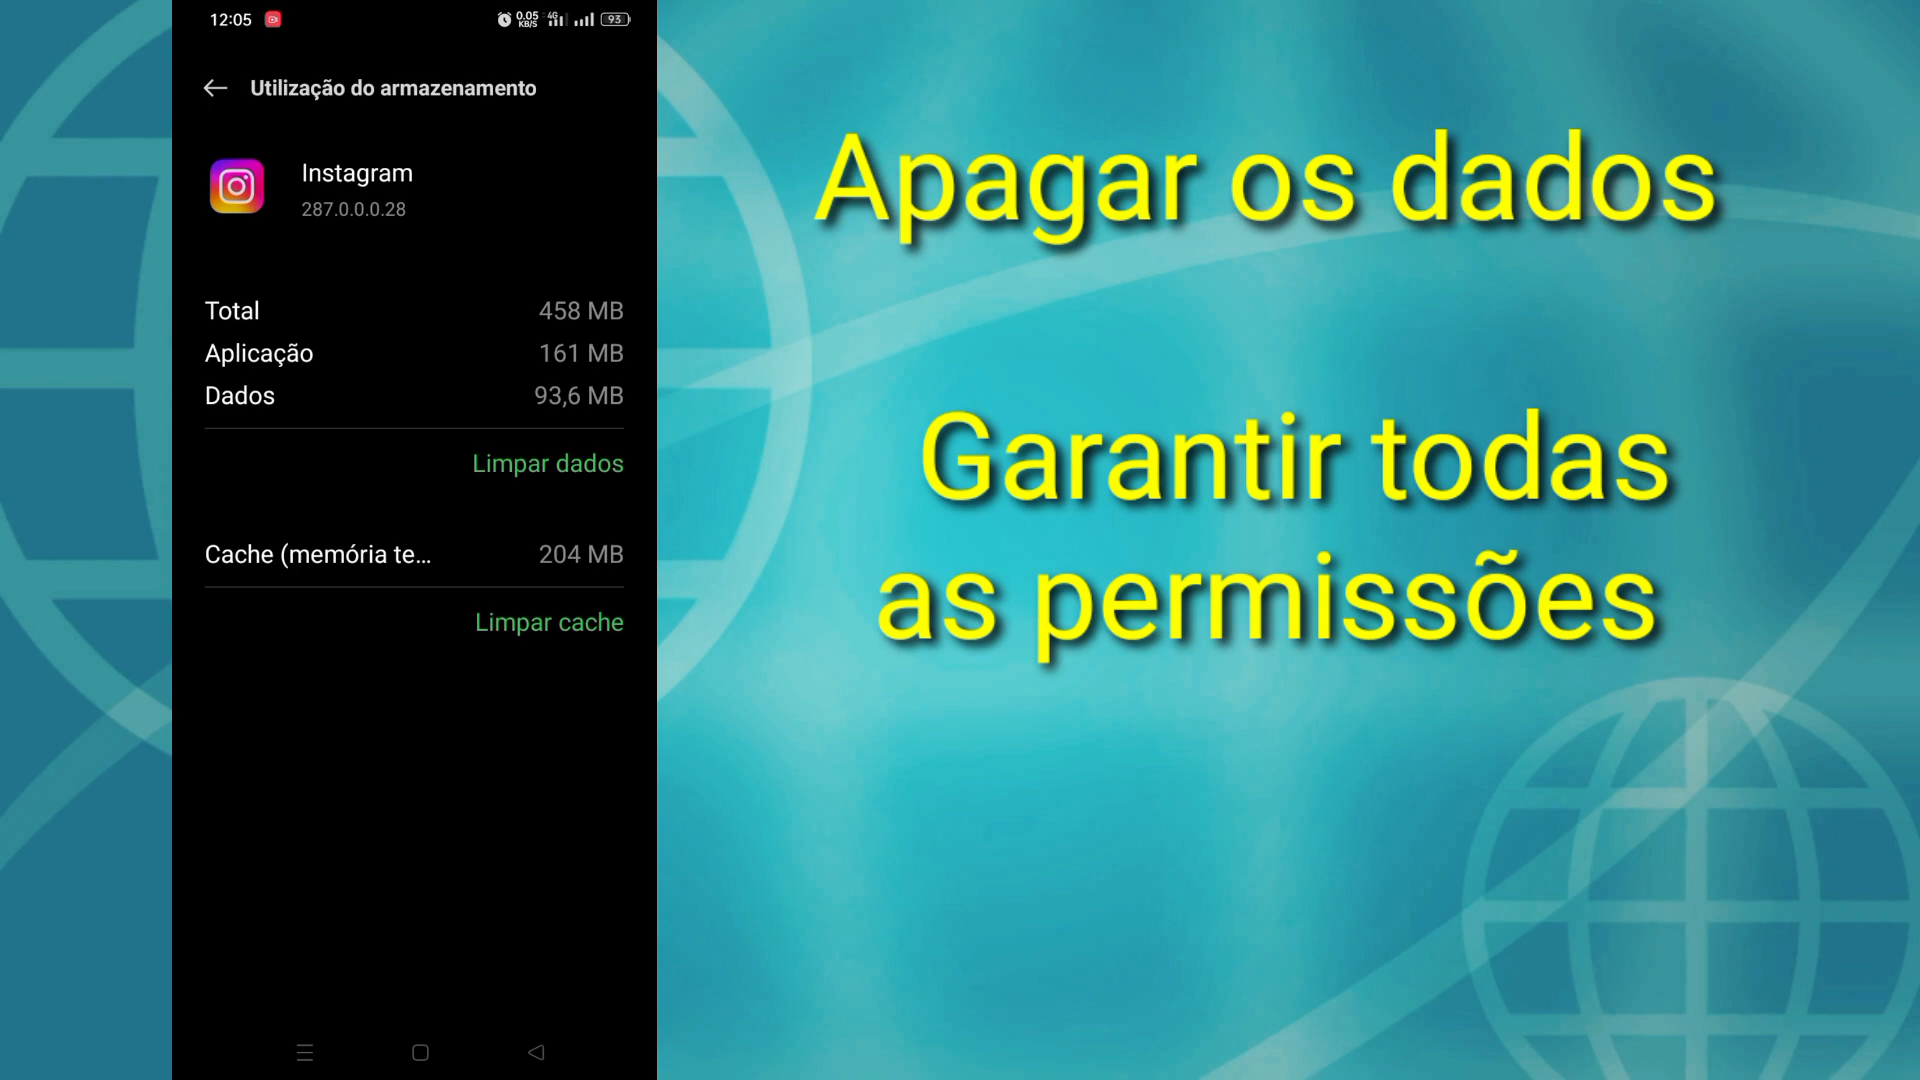 12:05
0.05 KB/S 4G 93
Utilização do armazenamento
Instagram
287.0.0.0.28
Total 458 MB
Aplicação 161 MB
Dados 93,6 MB
Limpar dados
Cache (memória te... 204 MB
Limpar cache
Apagar os dados
Garantir todas
as permissões